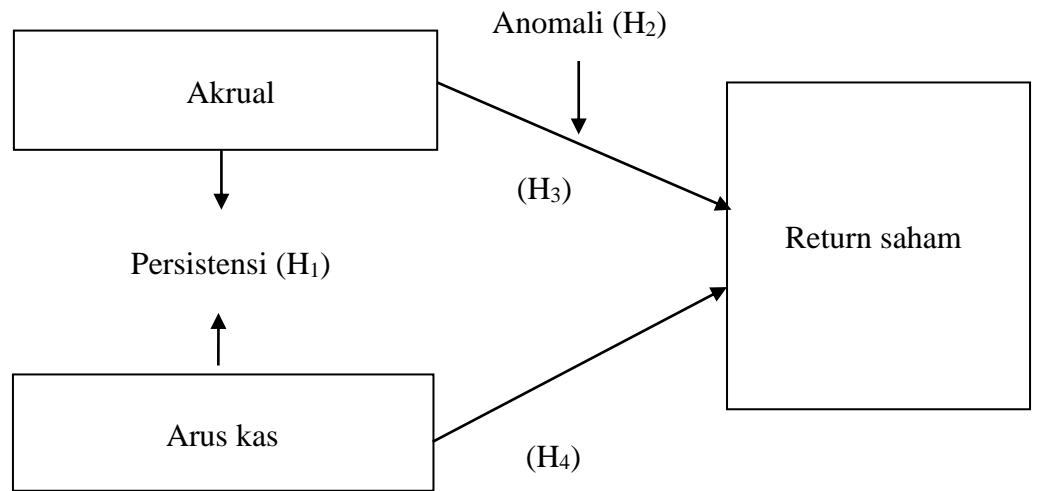 Anomali (H₂)
Akrual
(H₃)
Return saham
Persistensi (H₁)
Arus kas
(H₄)